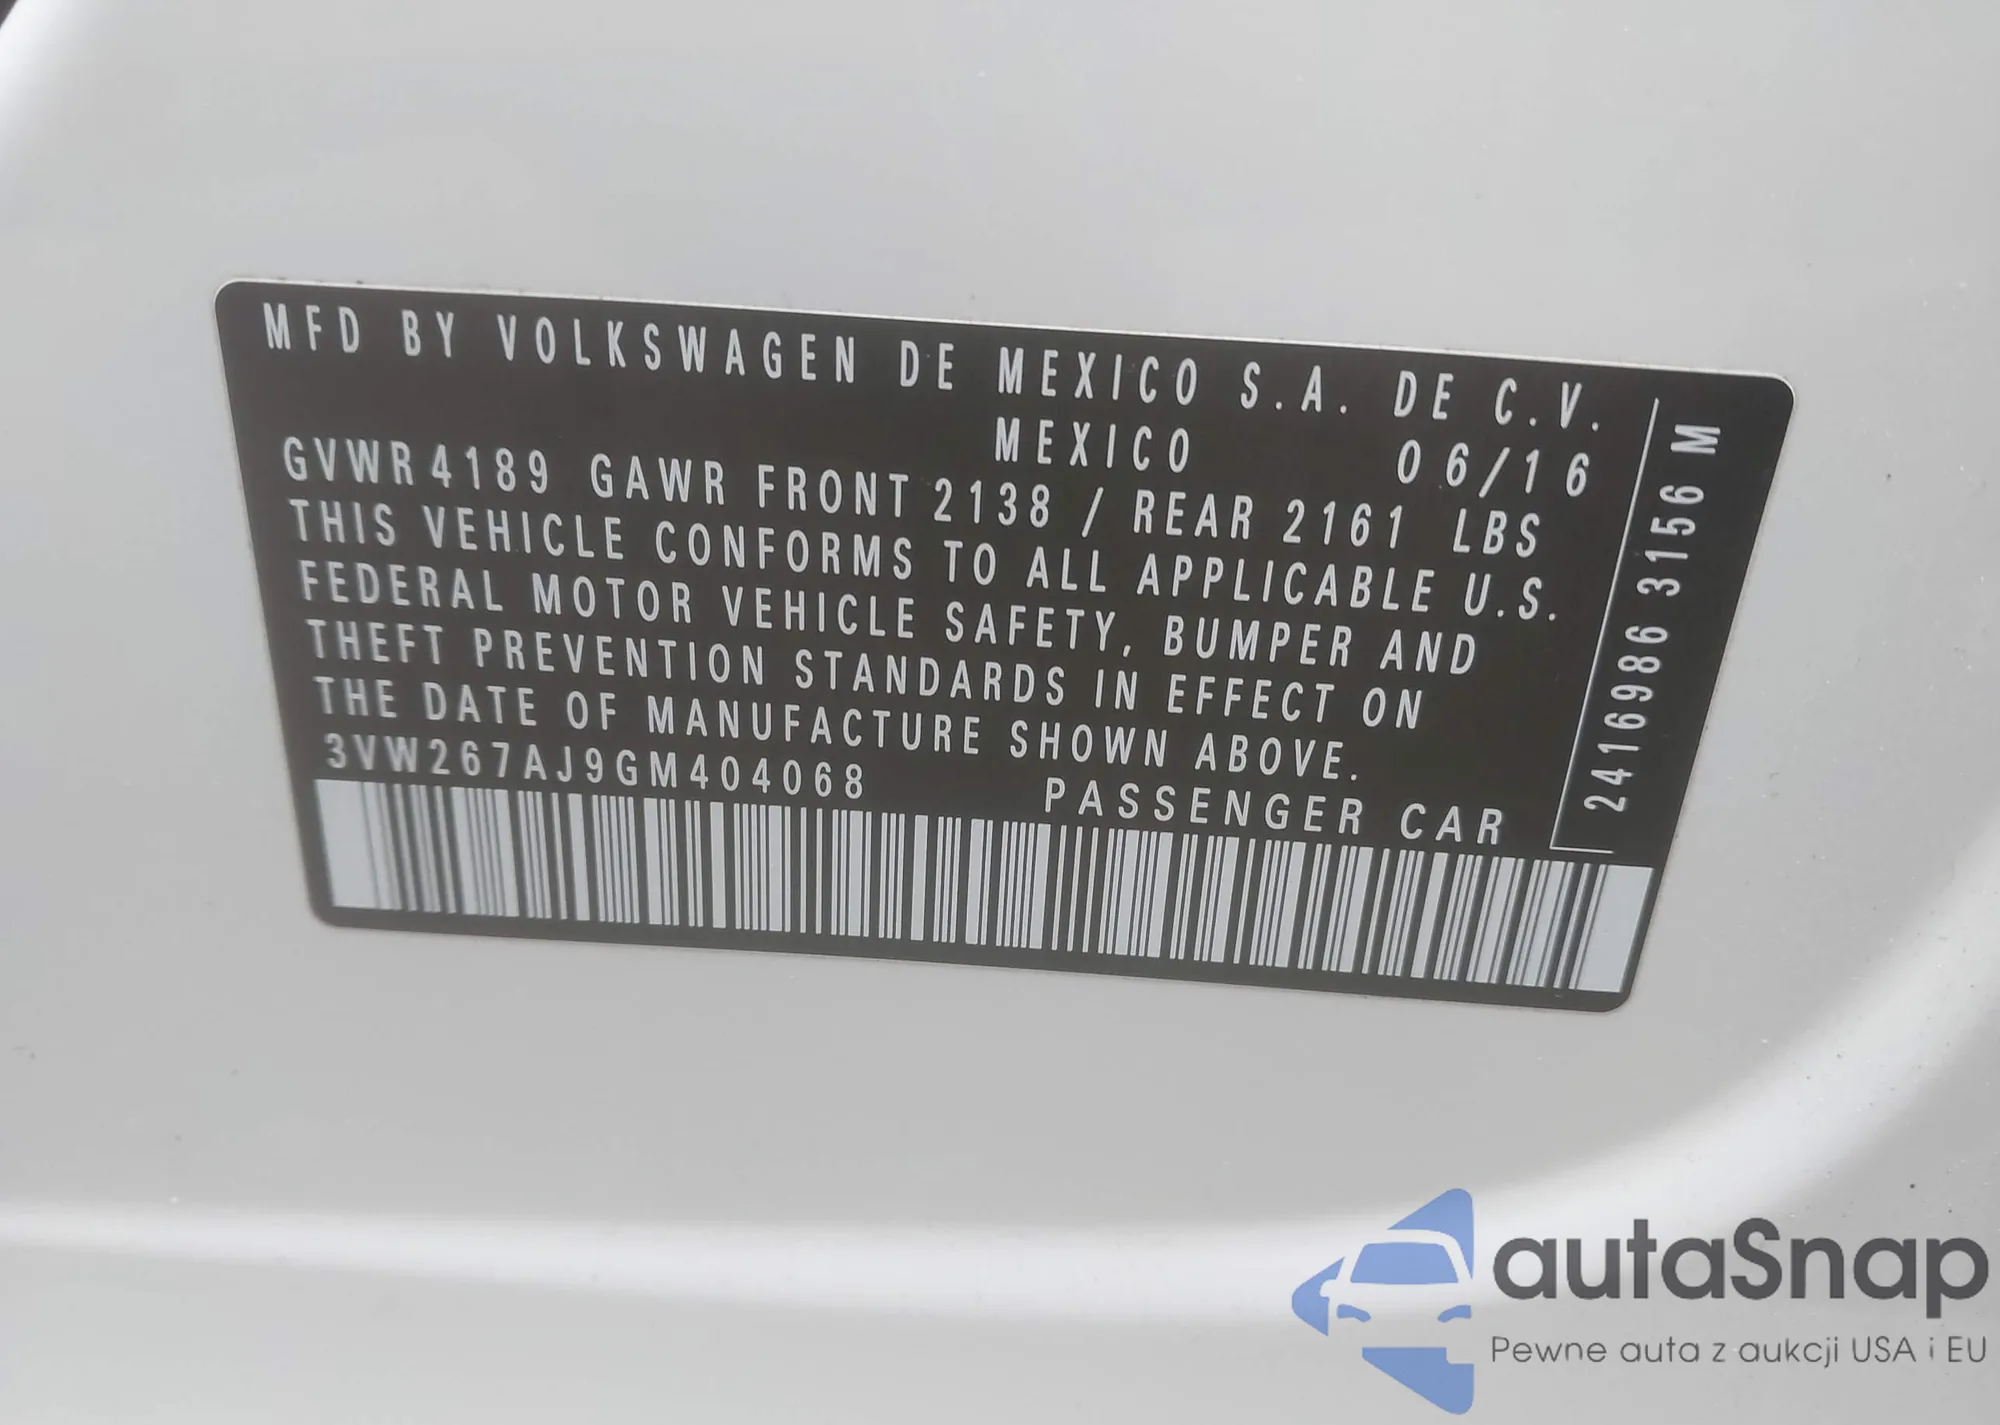 MFD BY VOLKSWAGEN DE MEXICO S.A. DE C.V.
MEXICO 06/16
GVWR 4189 GAWR FRONT 2138 / REAR 2161 LBS
THIS VEHICLE CONFORMS TO ALL APPLICABLE U.S.
FEDERAL MOTOR VEHICLE SAFETY, BUMPER AND
THEFT PREVENTION STANDARDS IN EFFECT ON
THE DATE OF MANUFACTURE SHOWN ABOVE.
3VW267AJ9GM404068 PASSENGER CAR
2416986 3156 M
autaSnap
Pewne auta z aukcji USA i EU